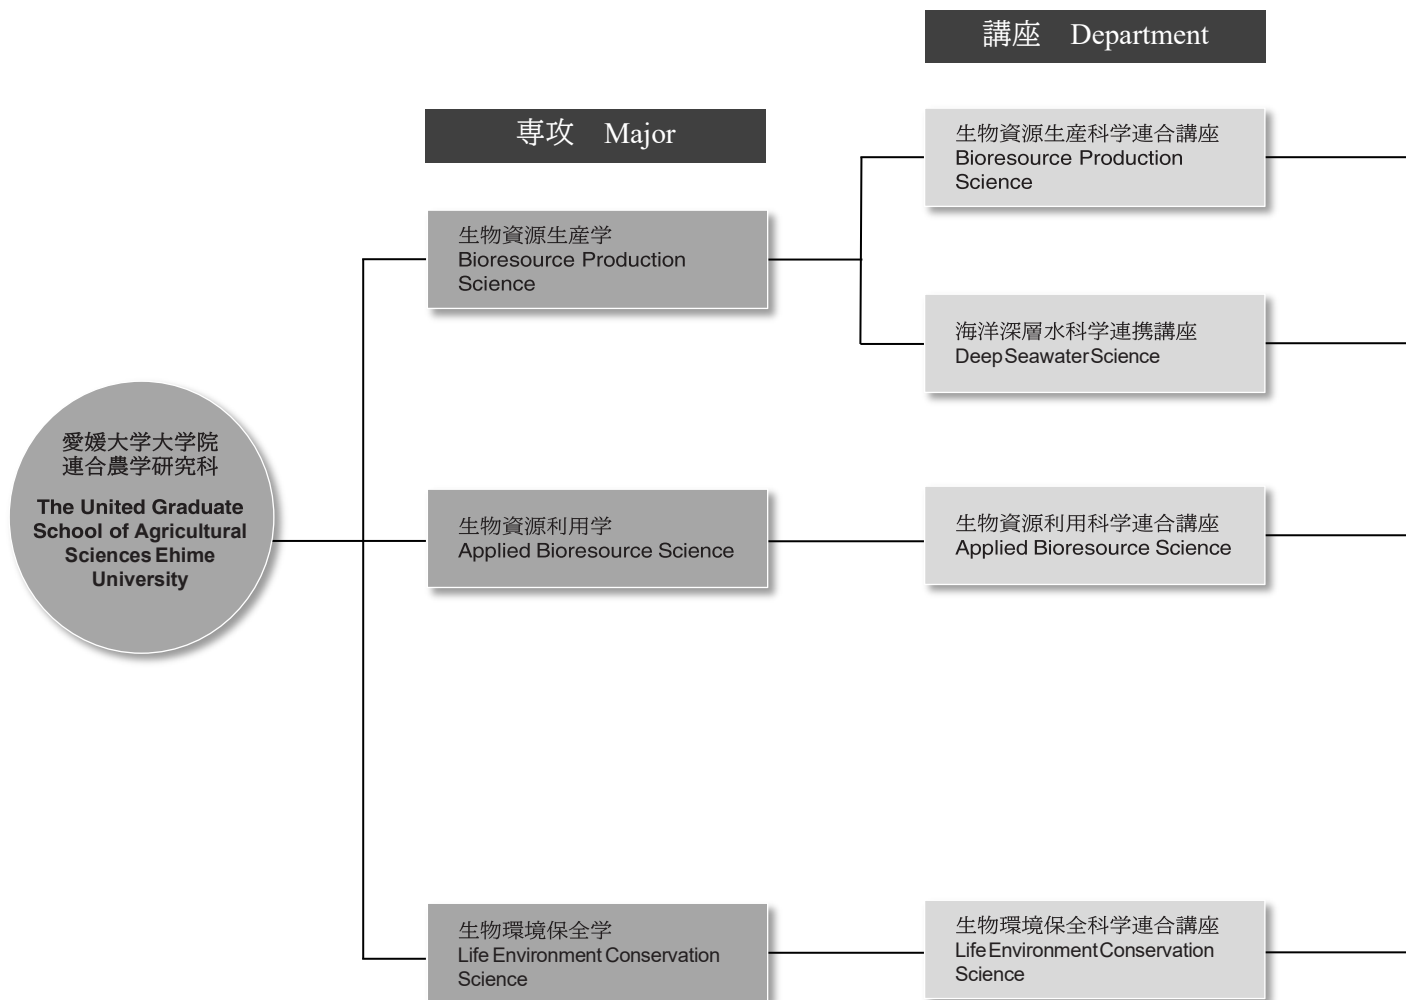 講座 Department
専攻 Major
生物資源生産科学連合講座
Bioresource Production
Science
生物資源生産学
Bioresource Production
Science
海洋深層水科学連携講座
Deep Seawater Science
愛媛大学大学院
連合農学研究科
The United Graduate
School of Agricultural
Sciences Ehime
University
生物資源利用学
Applied Bioresource Science
生物資源利用科学連合講座
Applied Bioresource Science
生物環境保全学
Life Environment Conservation
Science
生物環境保全科学連合講座
Life Environment Conservation
Science